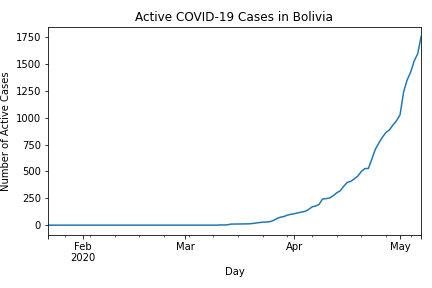 Active COVID-19 Cases in Bolivia
Number of Active Cases
1750
1500
1250
1000
750
500
250
0
Feb
2020
Mar
Apr
May
Day